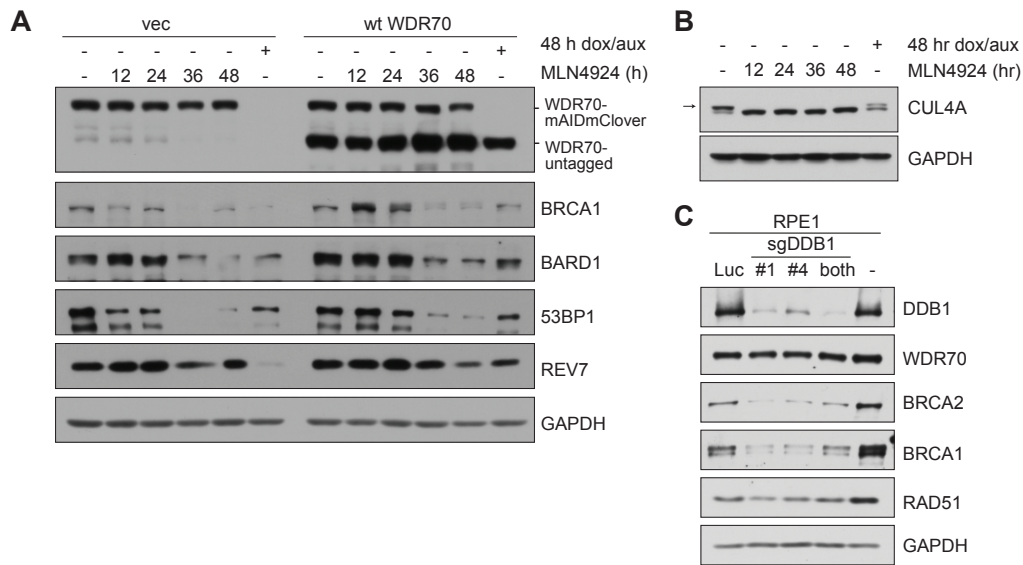 A
vec
wt WDR70
- - - - - + - - - - - + 48 h dox/aux
- 12 24 36 48 - - 12 24 36 48 - MLN4924 (h)
WDR70-
mAIDmClover
WDR70-
untagged
BRCA1
BARD1
53BP1
REV7
GAPDH
B
- - - - - + 48 hr dox/aux
- 12 24 36 48 - MLN4924 (hr)
→ CUL4A
GAPDH
C
RPE1
sgDDB1
Luc #1 #4 both -
DDB1
WDR70
BRCA2
BRCA1
RAD51
GAPDH